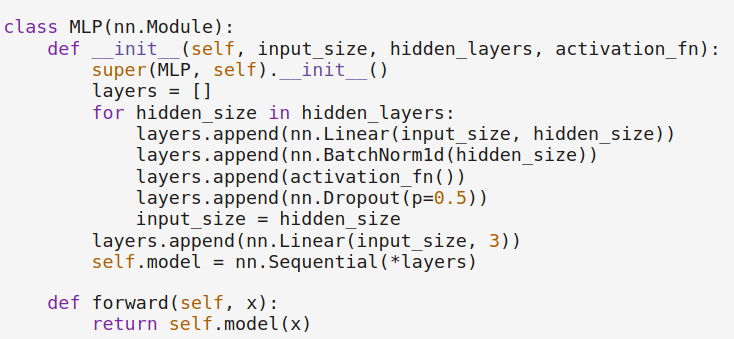 class MLP(nn.Module):
    def __init__(self, input_size, hidden_layers, activation_fn):
        super(MLP, self).__init__()
        layers = []
        for hidden_size in hidden_layers:
            layers.append(nn.Linear(input_size, hidden_size))
            layers.append(nn.BatchNorm1d(hidden_size))
            layers.append(activation_fn())
            layers.append(nn.Dropout(p=0.5))
            input_size = hidden_size
        layers.append(nn.Linear(input_size, 3))
        self.model = nn.Sequential(*layers)

    def forward(self, x):
        return self.model(x)